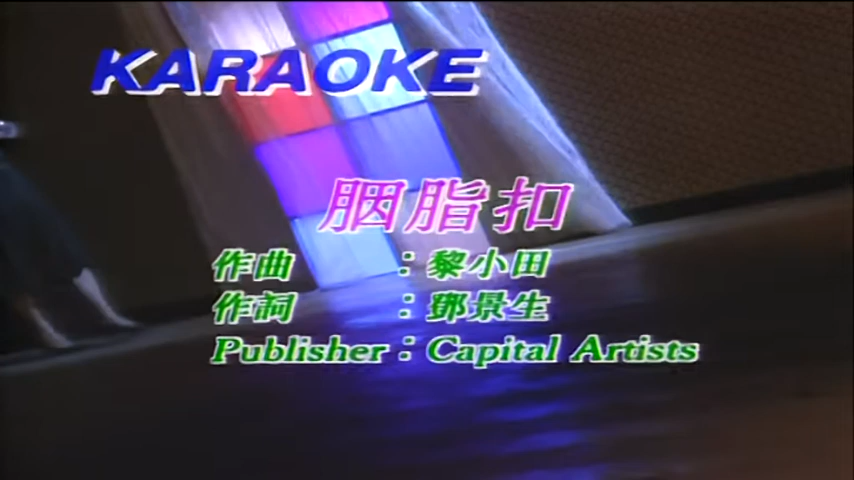 KARAOKE
胭脂扣
作曲 : 黎小田
作詞 : 鄧景生
Publisher : Capital Artists